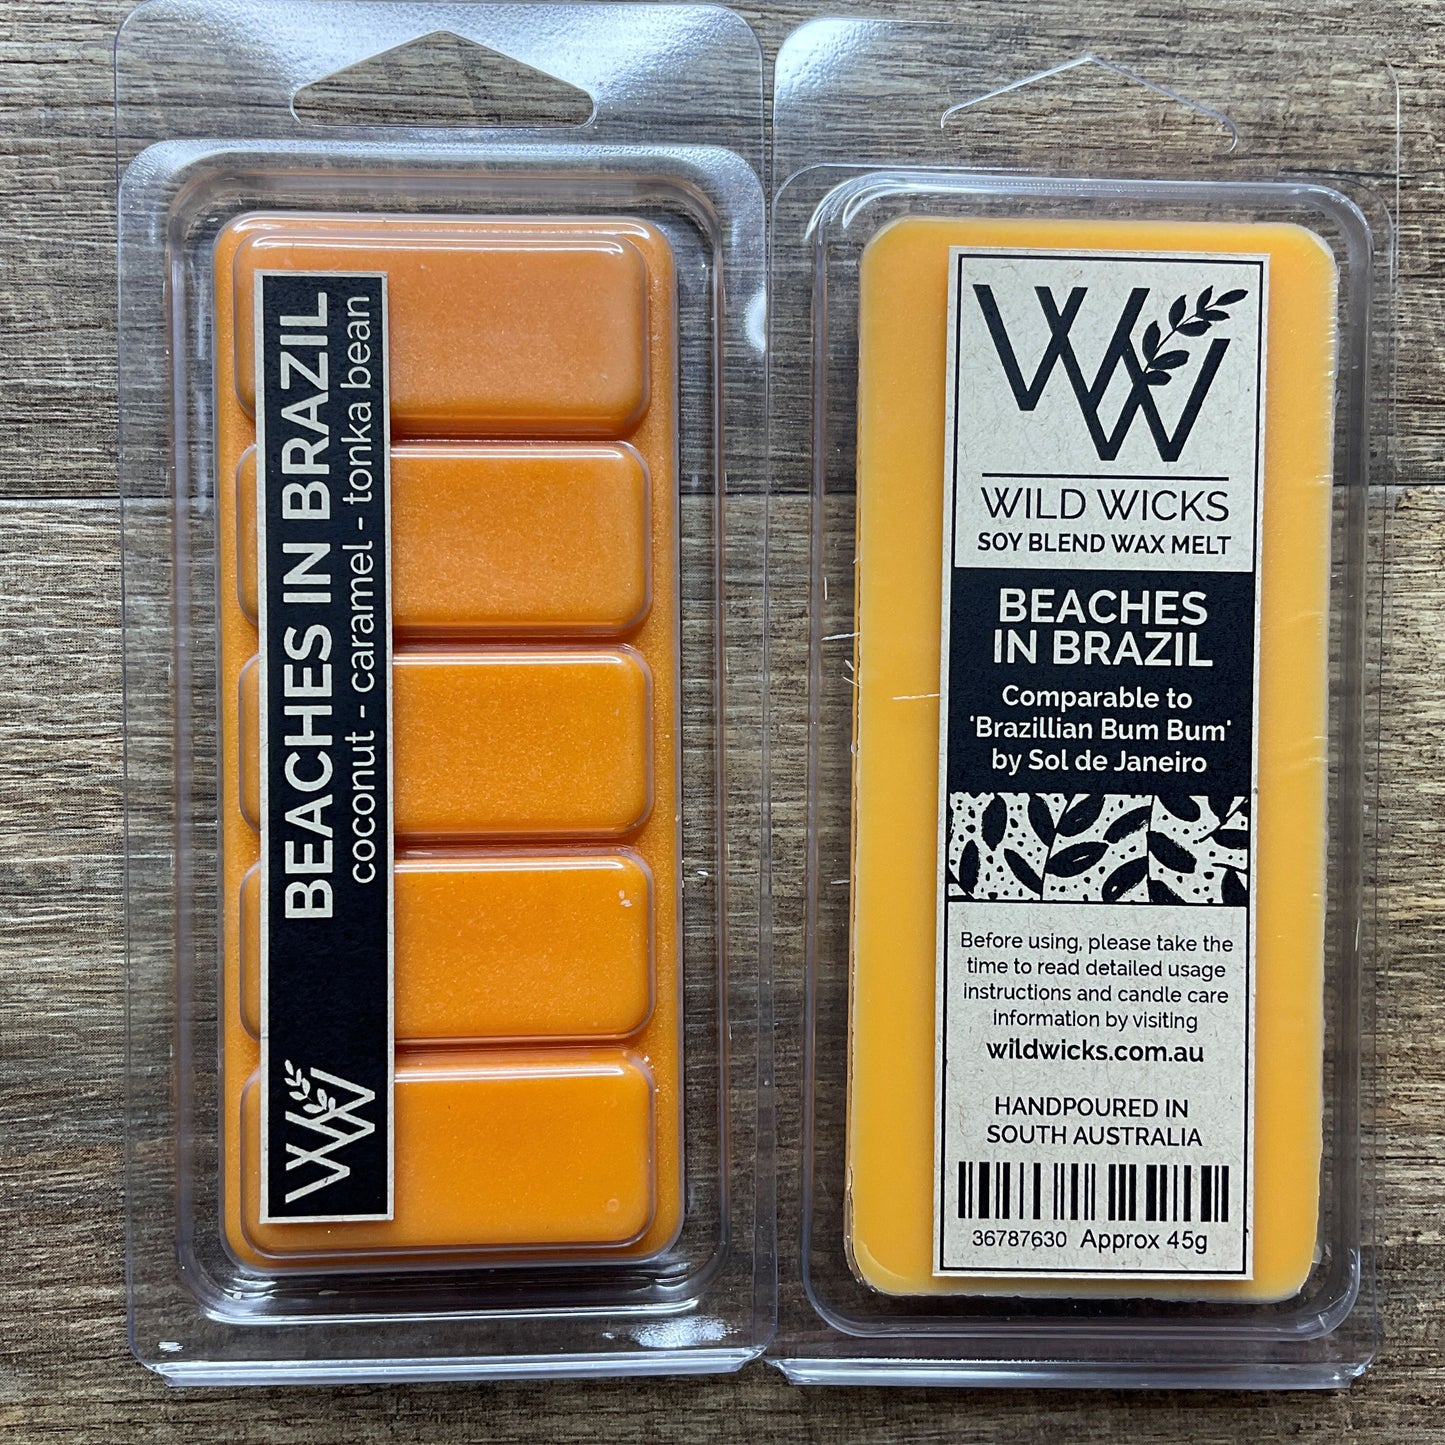 BEACHES IN BRAZIL
coconut - caramel - tonka bean
WW
WW
WILD WICKS
SOY BLEND WAX MELT
BEACHES
IN BRAZIL
Comparable to
'Brazillian Bum Bum'
by Sol de Janeiro
Before using, please take the
time to read detailed usage
instructions and candle care
information by visiting
wildwicks.com.au
HANDPOURED IN
SOUTH AUSTRALIA
36787630 Approx 45g